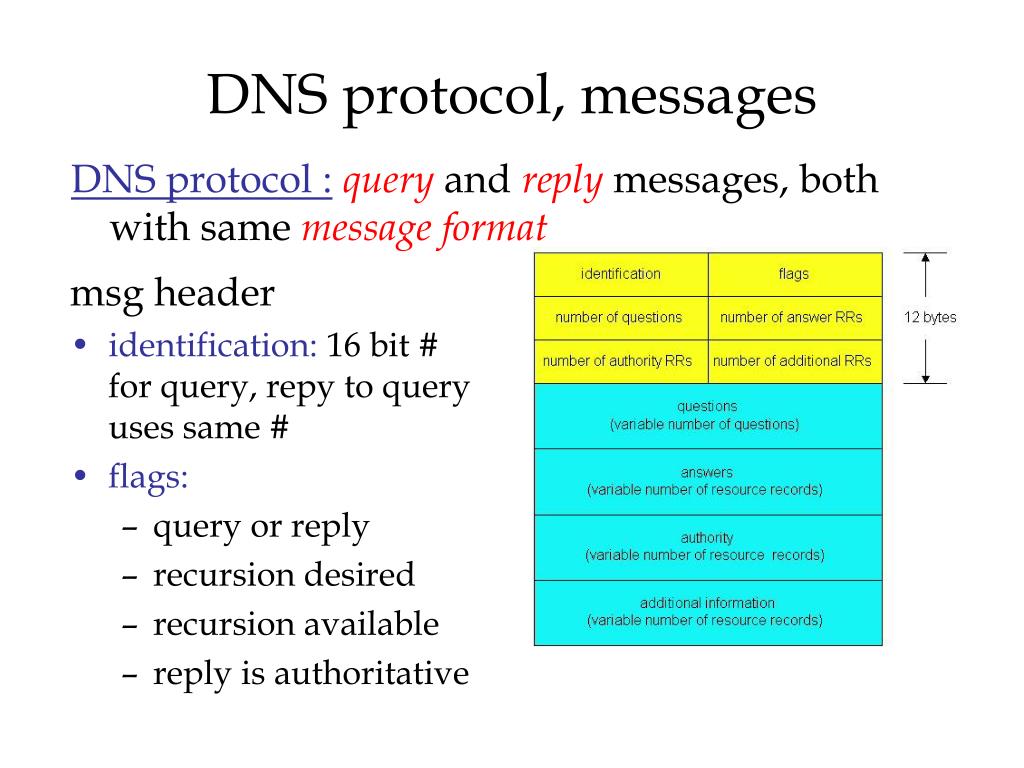 DNS protocol, messages
DNS protocol : query and reply messages, both
with same message format
msg header
• identification: 16 bit #
for query, repy to query
uses same #
• flags:
– query or reply
– recursion desired
– recursion available
– reply is authoritative
identification flags
number of questions number of answer RRs
number of authority RRs number of additional RRs
12 bytes
questions
(variable number of questions)
answers
(variable number of resource records)
authority
(variable number of resource records)
additional information
(variable number of resource records)